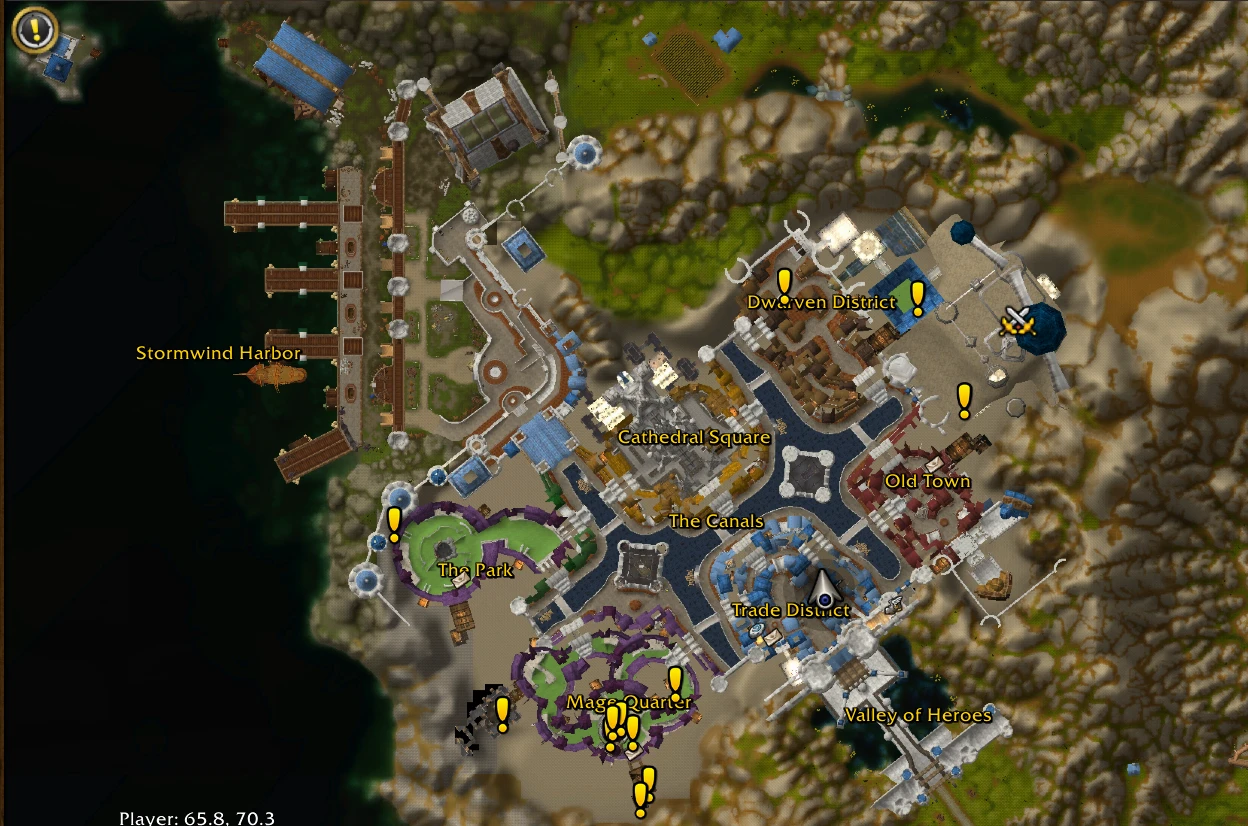 Dwarven District
Stormwind Harbor
Cathedral Square
Old Town
The Canals
The Park
Trade District
Mage Quarter
Valley of Heroes
Player: 65.8, 70.3